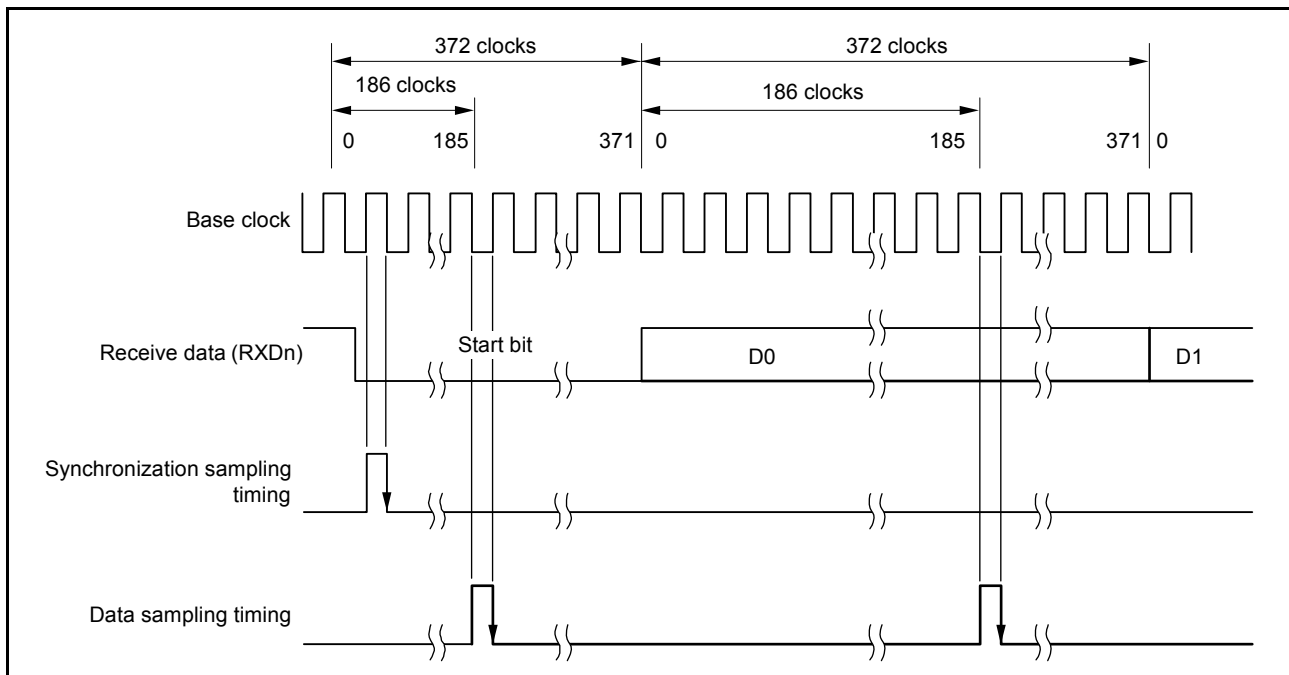 372 clocks 372 clocks
186 clocks 186 clocks
0 185 371 0 185 371 0
Base clock
Receive data (RXDn) Start bit D0 D1
Synchronization sampling
timing
Data sampling timing